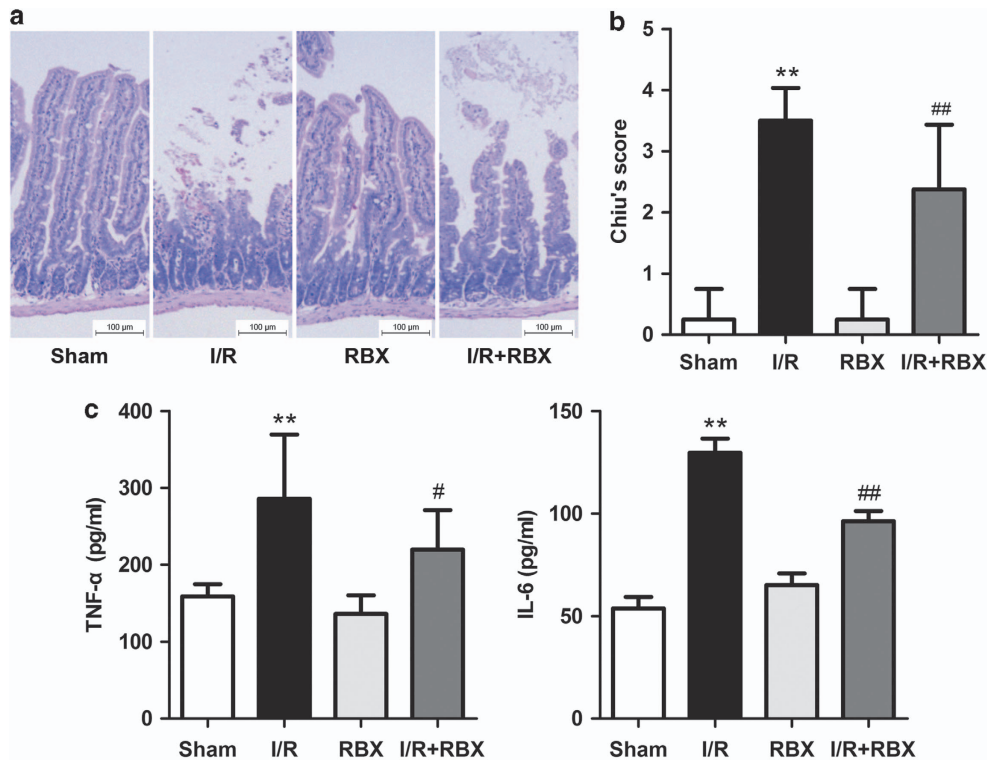 a
100 μm
100 μm
100 μm
100 μm
Sham
I/R
RBX
I/R+RBX
b
Chiu's score
5
4
3
2
1
0
**
##
Sham
I/R
RBX
I/R+RBX
c
TNF-α (pg/ml)
400
300
200
100
0
**
#
Sham
I/R
RBX
I/R+RBX
IL-6 (pg/ml)
150
100
50
0
**
##
Sham
I/R
RBX
I/R+RBX